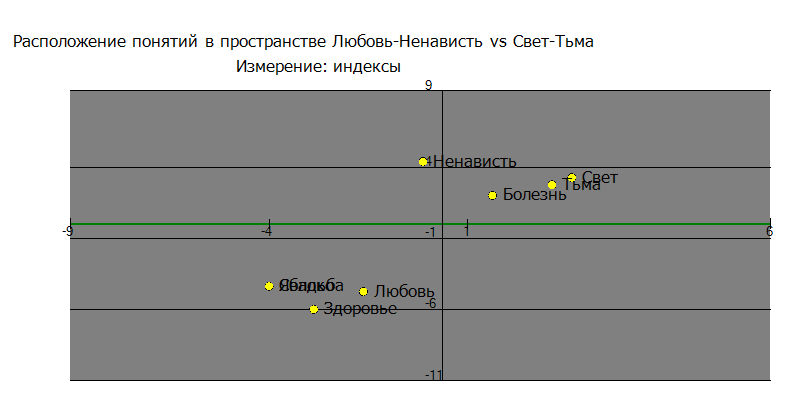 Расположение понятий в пространстве Любовь-Ненависть vs Свет-Тьма
Измерение: индексы
9
4
Ненависть
Свет
Тьма
Болезнь
-9
-4
-1
1
6
Любовь
-6
Здоровье
-11